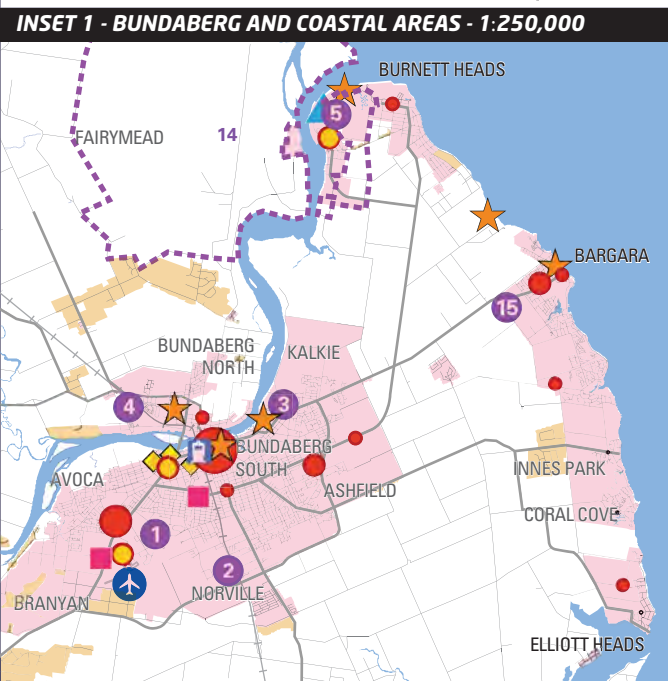 INSET 1 - BUNDABERG AND COASTAL AREAS - 1:250,000
BURNETT HEADS
5
FAIRYMEAD
14
BARGARA
15
BUNDABERG
NORTH
KALKIE
4
3
BUNDABERG
SOUTH
AVOCA
INNES PARK
ASHFIELD
CORAL COVE
1
2
NORVILLE
BRANYAN
ELLIOTT HEADS